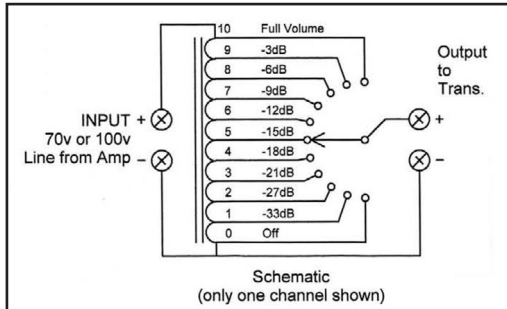 10 Full Volume
9 -3dB
8 -6dB
7 -9dB
6 -12dB
5 -15dB
4 -18dB
3 -21dB
2 -27dB
1 -33dB
0 Off
INPUT +
70v or 100v
Line from Amp –
Output
to
Trans.
+
–
Schematic
(only one channel shown)